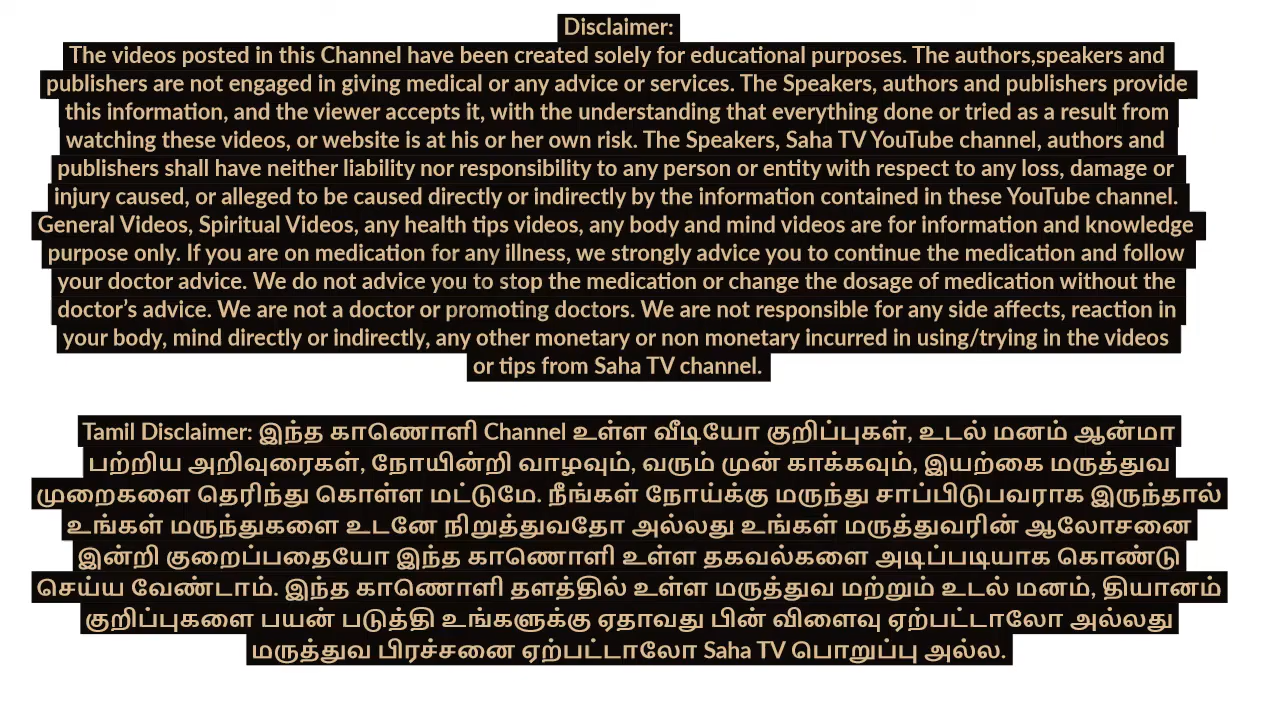 Disclaimer:
The videos posted in this Channel have been created solely for educational purposes. The authors,speakers and
publishers are not engaged in giving medical or any advice or services. The Speakers, authors and publishers provide
this information, and the viewer accepts it, with the understanding that everything done or tried as a result from
watching these videos, or website is at his or her own risk. The Speakers, Saha TV YouTube channel, authors and
publishers shall have neither liability nor responsibility to any person or entity with respect to any loss, damage or
injury caused, or alleged to be caused directly or indirectly by the information contained in these YouTube channel.
General Videos, Spiritual Videos, any health tips videos, any body and mind videos are for information and knowledge
purpose only. If you are on medication for any illness, we strongly advice you to continue the medication and follow
your doctor advice. We do not advice you to stop the medication or change the dosage of medication without the
doctor’s advice. We are not a doctor or promoting doctors. We are not responsible for any side affects, reaction in
your body, mind directly or indirectly, any other monetary or non monetary incurred in using/trying in the videos
or tips from Saha TV channel.
Tamil Disclaimer: இந்த காணொளி Channel உள்ள வீடியோ குறிப்புகள், உடல் மனம் ஆன்மா
பற்றிய அறிவுரைகள், நோயின்றி வாழவும், வரும் முன் காக்கவும், இயற்கை மருத்துவ
முறைகளை தெரிந்து கொள்ள மட்டுமே. நீங்கள் நோய்க்கு மருந்து சாப்பிடுபவராக இருந்தால்
உங்கள் மருந்துகளை உடனே நிறுத்துவதோ அல்லது உங்கள் மருத்துவரின் ஆலோசனை
இன்றி குறைப்பதையோ இந்த காணொளி உள்ள தகவல்களை அடிப்படியாக கொண்டு
செய்ய வேண்டாம். இந்த காணொளி தளத்தில் உள்ள மருத்துவ மற்றும் உடல் மனம், தியானம்
குறிப்புகளை பயன் படுத்தி உங்களுக்கு ஏதாவது பின் விளைவு ஏற்பட்டாலோ அல்லது
மருத்துவ பிரச்சனை ஏற்பட்டாலோ Saha TV பொறுப்பு அல்ல.